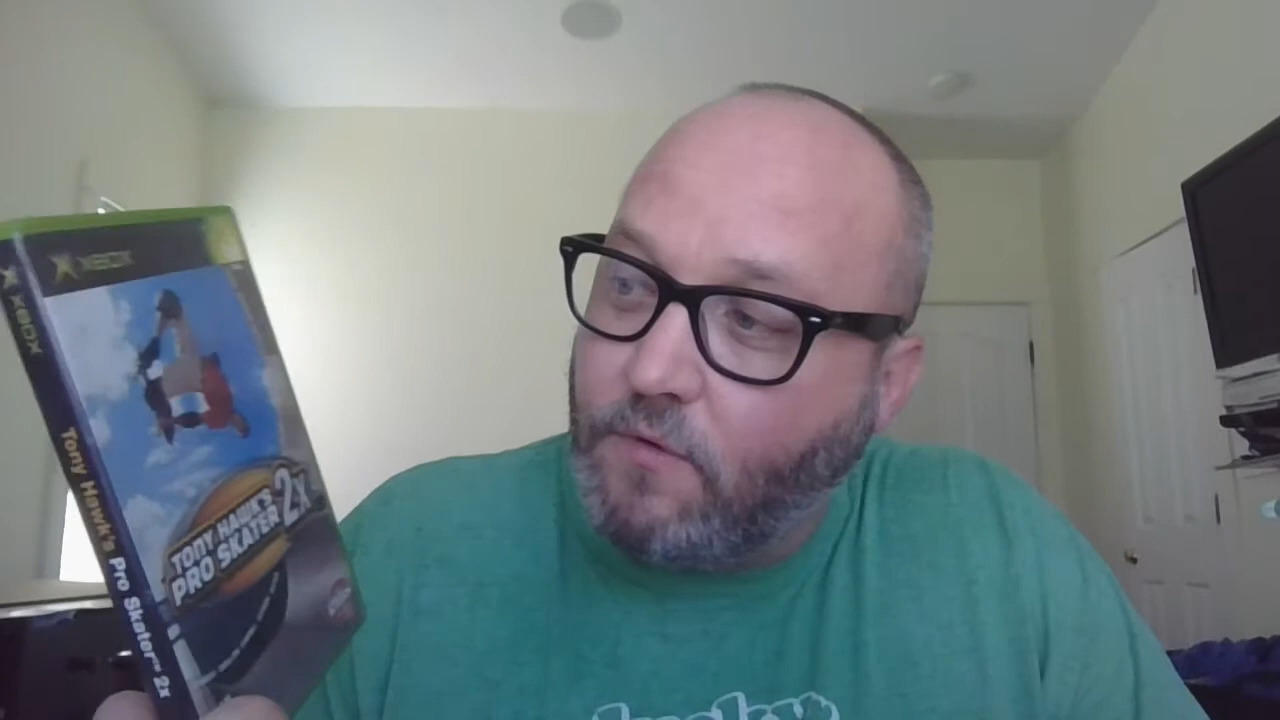 XBOX
XBOX
Tony Hawk's Pro Skater™ 2x
TONY HAWK'S
PRO SKATER 2x